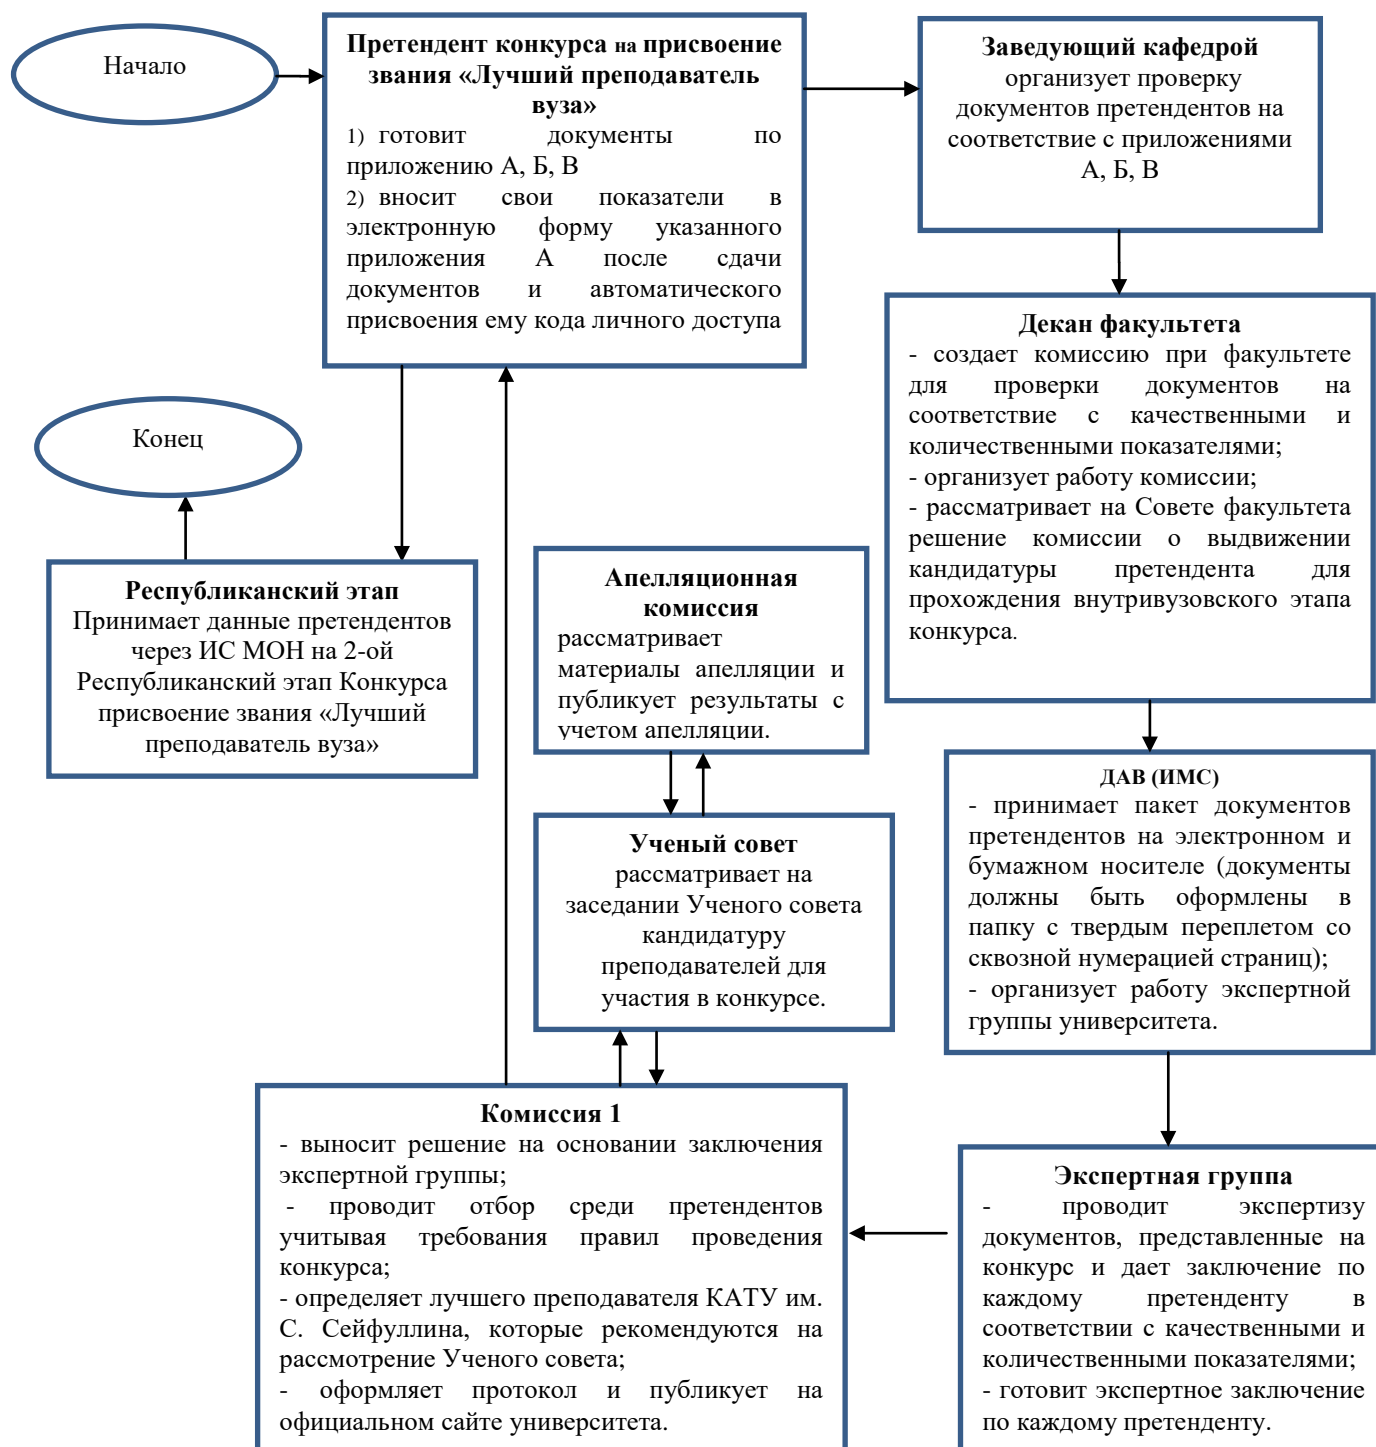 Начало
Претендент конкурса на присвоение
звания «Лучший преподаватель
вуза»
1) готовит документы по
приложению А, Б, В
2) вносит свои показатели в
электронную форму указанного
приложения А после сдачи
документов и автоматического
присвоения ему кода личного доступа
Заведующий кафедрой
организует проверку
документов претендентов на
соответствие с приложениями
А, Б, В
Декан факультета
- создает комиссию при факультете
для проверки документов на
соответствие с качественными и
количественными показателями;
- организует работу комиссии;
- рассматривает на Совете факультета
решение комиссии о выдвижении
кандидатуры претендента для
прохождения внутривузовского этапа
конкурса.
Конец
Республиканский этап
Принимает данные претендентов
через ИС МОН на 2-ой
Республиканский этап Конкурса
присвоение звания «Лучший
преподаватель вуза»
Апелляционная
комиссия
рассматривает
материалы апелляции и
публикует результаты с
учетом апелляции.
Ученый совет
рассматривает на
заседании Ученого совета
кандидатуру
преподавателей для
участия в конкурсе.
ДАВ (ИМС)
- принимает пакет документов
претендентов на электронном и
бумажном носителе (документы
должны быть оформлены в
папку с твердым переплетом со
сквозной нумерацией страниц);
- организует работу экспертной
группы университета.
Комиссия 1
- выносит решение на основании заключения
экспертной группы;
- проводит отбор среди претендентов
учитывая требования правил проведения
конкурса;
- определяет лучшего преподавателя КАТУ им.
С. Сейфуллина, которые рекомендуются на
рассмотрение Ученого совета;
- оформляет протокол и публикует на
официальном сайте университета.
Экспертная группа
- проводит экспертизу
документов, представленные на
конкурс и дает заключение по
каждому претенденту в
соответствии с качественными и
количественными показателями;
- готовит экспертное заключение
по каждому претенденту.